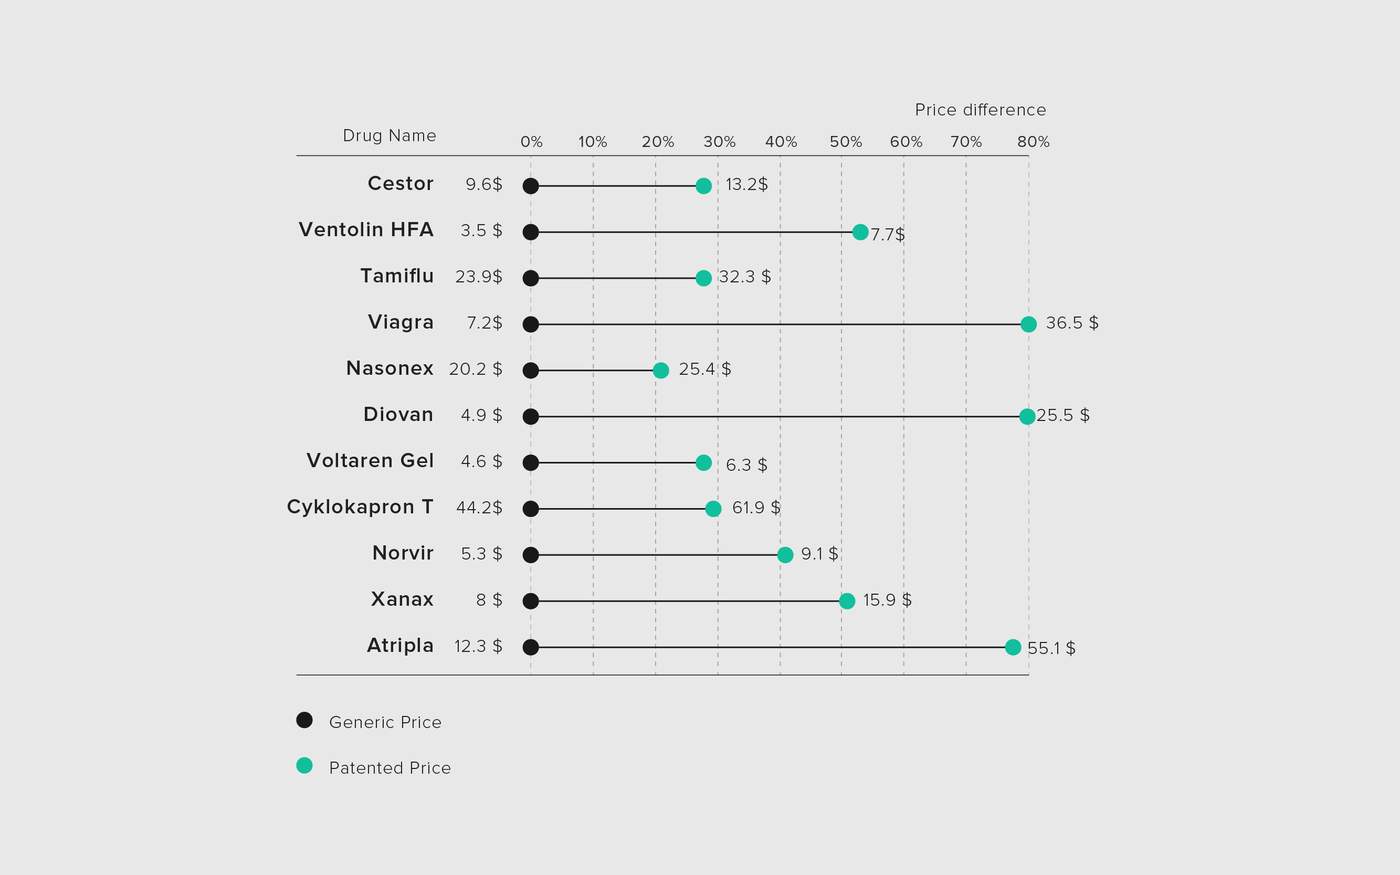 Price difference
Drug Name 0% 10% 20% 30% 40% 50% 60% 70% 80%
Cestor 9.6$ 13.2$
Ventolin HFA 3.5 $ 7.7$
Tamiflu 23.9$ 32.3 $
Viagra 7.2$ 36.5 $
Nasonex 20.2 $ 25.4 $
Diovan 4.9 $ 25.5 $
Voltaren Gel 4.6 $ 6.3 $
Cyklokapron T 44.2$ 61.9 $
Norvir 5.3 $ 9.1 $
Xanax 8 $ 15.9 $
Atripla 12.3 $ 55.1 $
Generic Price
Patented Price